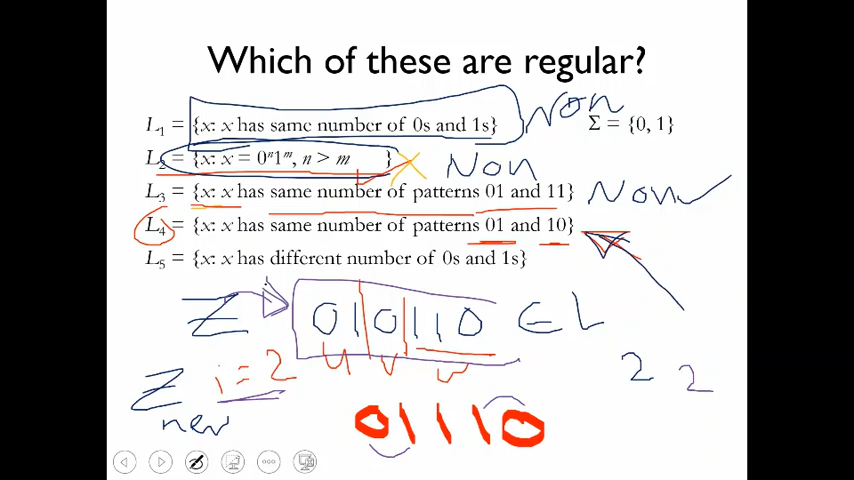 Which of these are regular?
L₁ = {x: x has same number of 0s and 1s} Non Σ = {0, 1}
L₂ = {x: x = 0ⁿ1ᵐ, n > m } Non
L₃ = {x: x has same number of patterns 01 and 11} Non
L₄ = {x: x has same number of patterns 01 and 10}
L₅ = {x: x has different number of 0s and 1s}
Z 010110 ∈ L
i = 2 u v w 2 2
Z new 01110